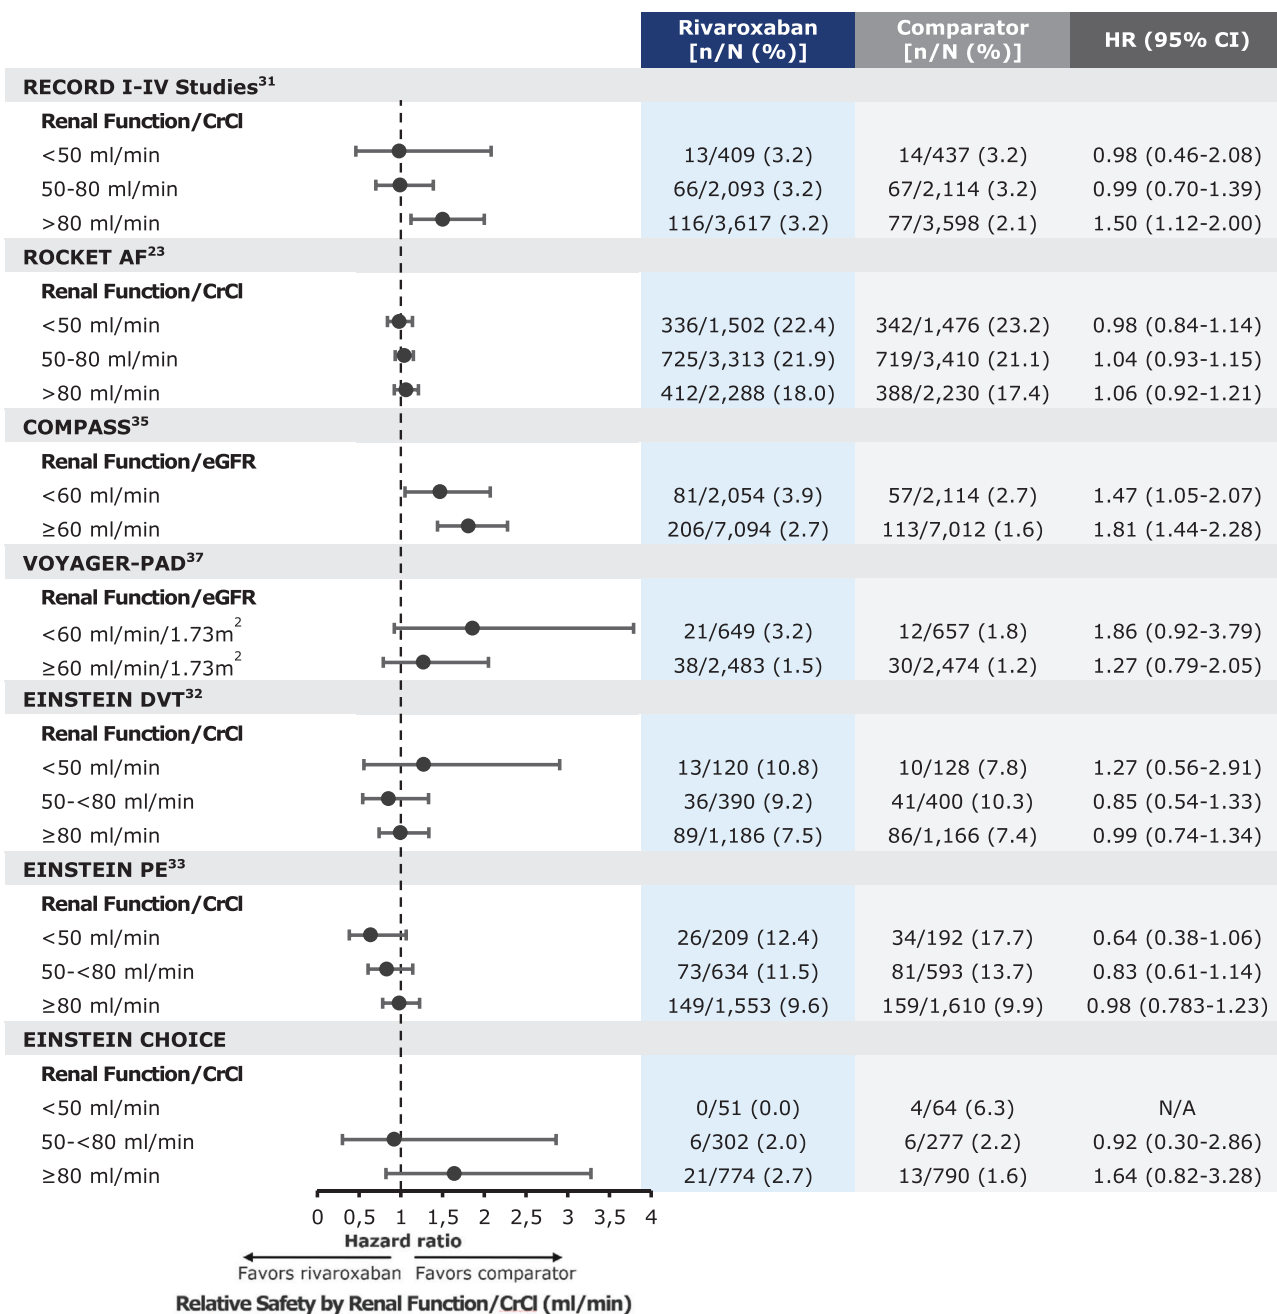 Rivaroxaban [n/N (%)] Comparator [n/N (%)] HR (95% CI)
RECORD I-IV Studies³¹
Renal Function/CrCl
<50 ml/min 13/409 (3.2) 14/437 (3.2) 0.98 (0.46-2.08)
50-80 ml/min 66/2,093 (3.2) 67/2,114 (3.2) 0.99 (0.70-1.39)
>80 ml/min 116/3,617 (3.2) 77/3,598 (2.1) 1.50 (1.12-2.00)
ROCKET AF²³
Renal Function/CrCl
<50 ml/min 336/1,502 (22.4) 342/1,476 (23.2) 0.98 (0.84-1.14)
50-80 ml/min 725/3,313 (21.9) 719/3,410 (21.1) 1.04 (0.93-1.15)
>80 ml/min 412/2,288 (18.0) 388/2,230 (17.4) 1.06 (0.92-1.21)
COMPASS³⁵
Renal Function/eGFR
<60 ml/min 81/2,054 (3.9) 57/2,114 (2.7) 1.47 (1.05-2.07)
≥60 ml/min 206/7,094 (2.7) 113/7,012 (1.6) 1.81 (1.44-2.28)
VOYAGER-PAD³⁷
Renal Function/eGFR
<60 ml/min/1.73m² 21/649 (3.2) 12/657 (1.8) 1.86 (0.92-3.79)
≥60 ml/min/1.73m² 38/2,483 (1.5) 30/2,474 (1.2) 1.27 (0.79-2.05)
EINSTEIN DVT³²
Renal Function/CrCl
<50 ml/min 13/120 (10.8) 10/128 (7.8) 1.27 (0.56-2.91)
50-<80 ml/min 36/390 (9.2) 41/400 (10.3) 0.85 (0.54-1.33)
≥80 ml/min 89/1,186 (7.5) 86/1,166 (7.4) 0.99 (0.74-1.34)
EINSTEIN PE³³
Renal Function/CrCl
<50 ml/min 26/209 (12.4) 34/192 (17.7) 0.64 (0.38-1.06)
50-<80 ml/min 73/634 (11.5) 81/593 (13.7) 0.83 (0.61-1.14)
≥80 ml/min 149/1,553 (9.6) 159/1,610 (9.9) 0.98 (0.783-1.23)
EINSTEIN CHOICE
Renal Function/CrCl
<50 ml/min 0/51 (0.0) 4/64 (6.3) N/A
50-<80 ml/min 6/302 (2.0) 6/277 (2.2) 0.92 (0.30-2.86)
≥80 ml/min 21/774 (2.7) 13/790 (1.6) 1.64 (0.82-3.28)
0 0,5 1 1,5 2 2,5 3 3,5 4
Hazard ratio
Favors rivaroxaban Favors comparator
Relative Safety by Renal Function/CrCl (ml/min)